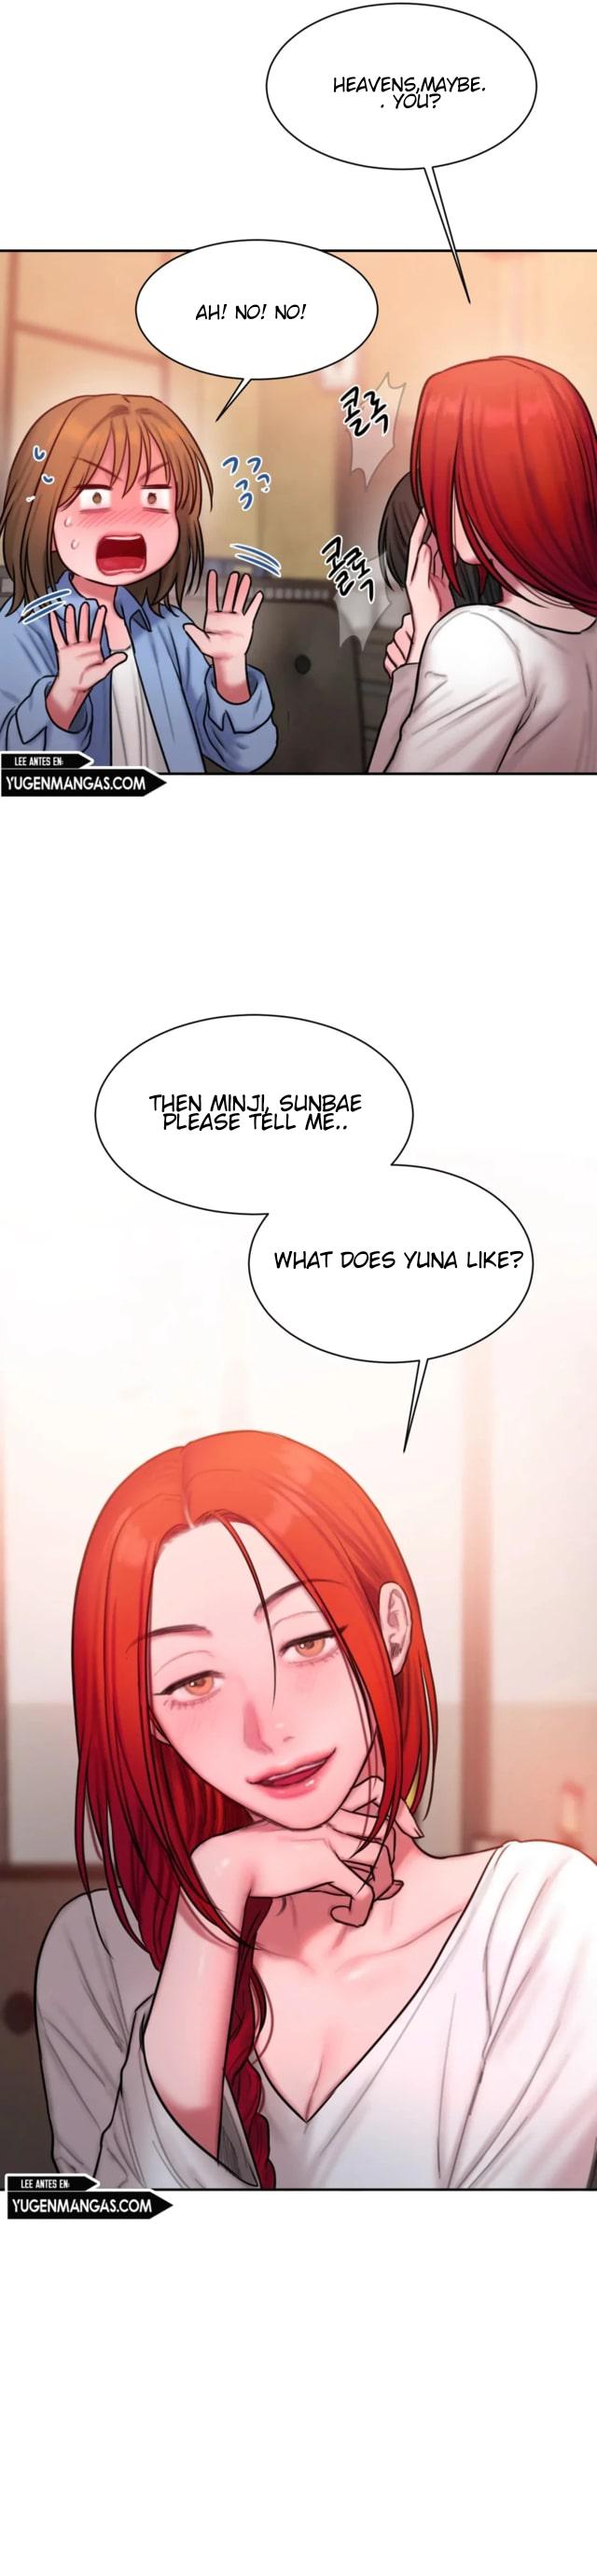 HEAVENS,MAYBE.
. YOU?
AH! NO! NO!
콜록
콜록
LEE ANTES EN:
YUGENMANGAS.COM
THEN MINJI, SUNBAE
PLEASE TELL ME..
WHAT DOES YUNA LIKE?
LEE ANTES EN:
YUGENMANGAS.COM